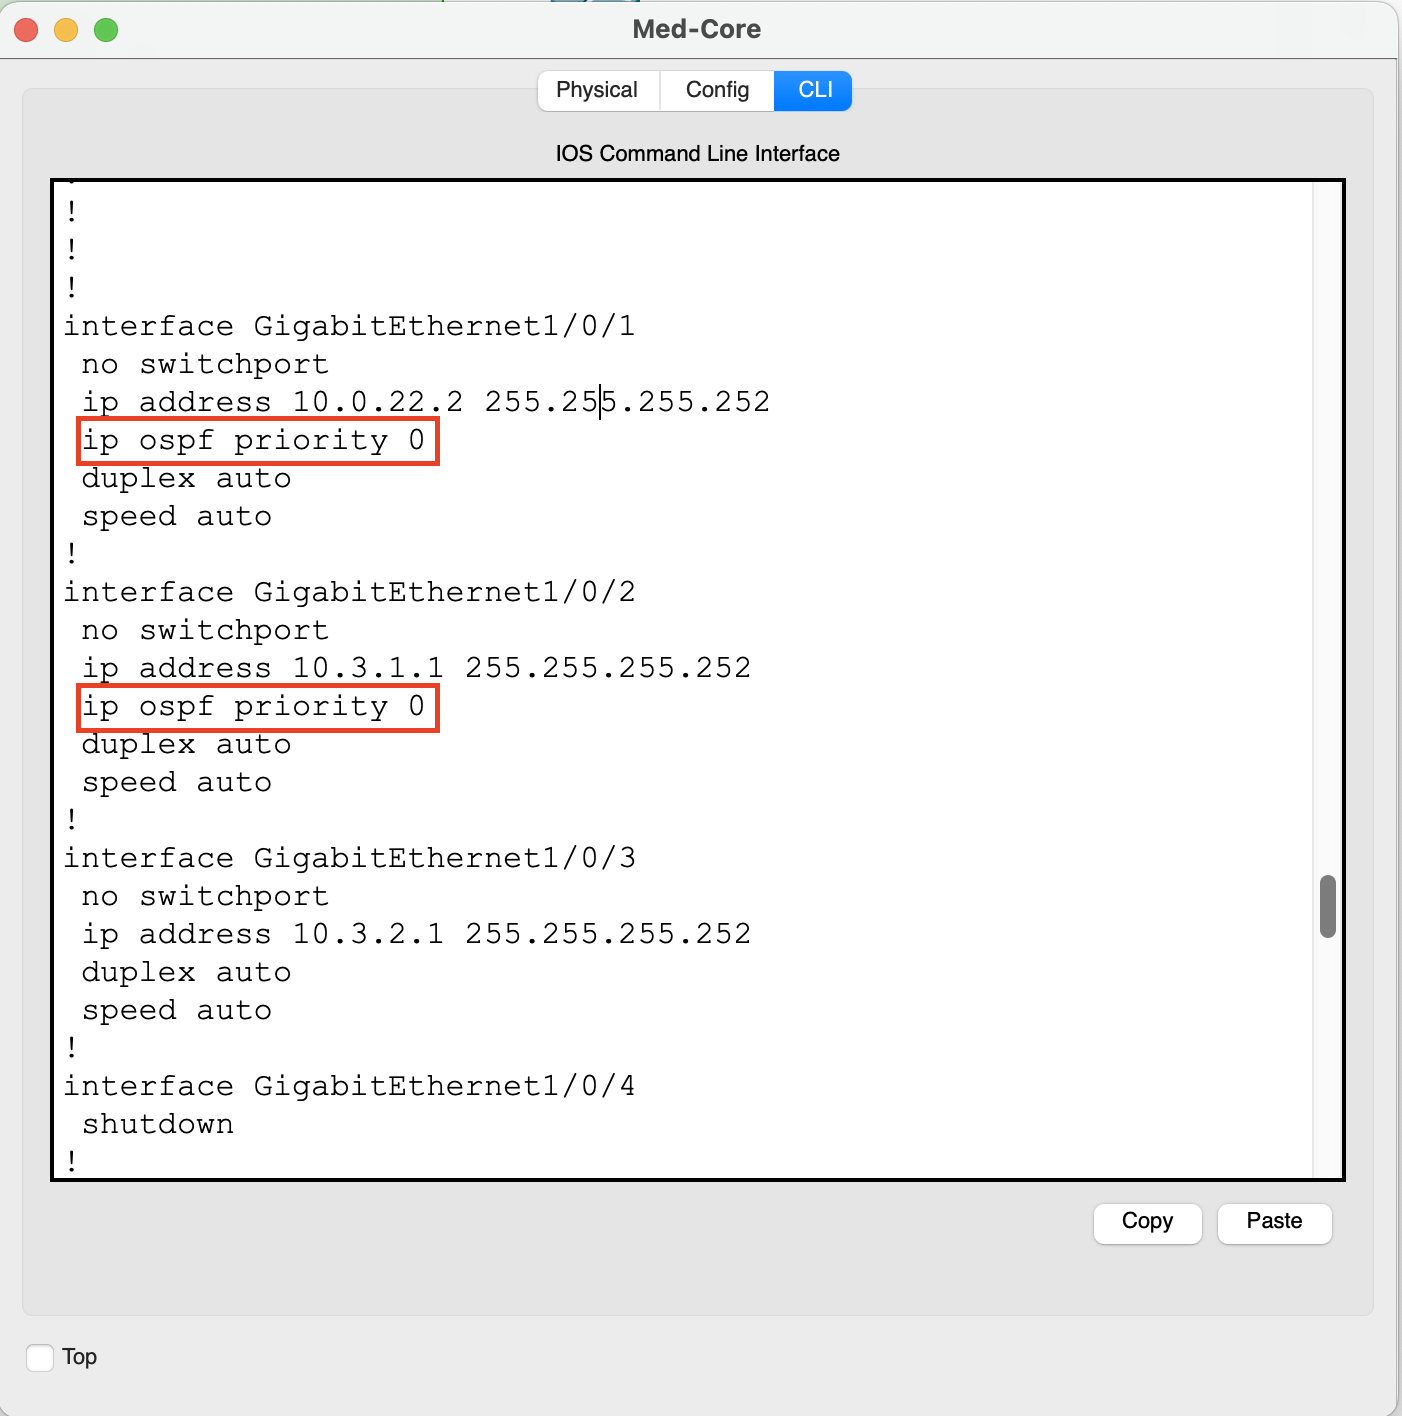 Med-Core
Physical Config CLI
IOS Command Line Interface
!
!
!
interface GigabitEthernet1/0/1
no switchport
ip address 10.0.22.2 255.255.255.252
ip ospf priority 0
duplex auto
speed auto
!
interface GigabitEthernet1/0/2
no switchport
ip address 10.3.1.1 255.255.255.252
ip ospf priority 0
duplex auto
speed auto
!
interface GigabitEthernet1/0/3
no switchport
ip address 10.3.2.1 255.255.255.252
duplex auto
speed auto
!
interface GigabitEthernet1/0/4
shutdown
!
Copy Paste
Top